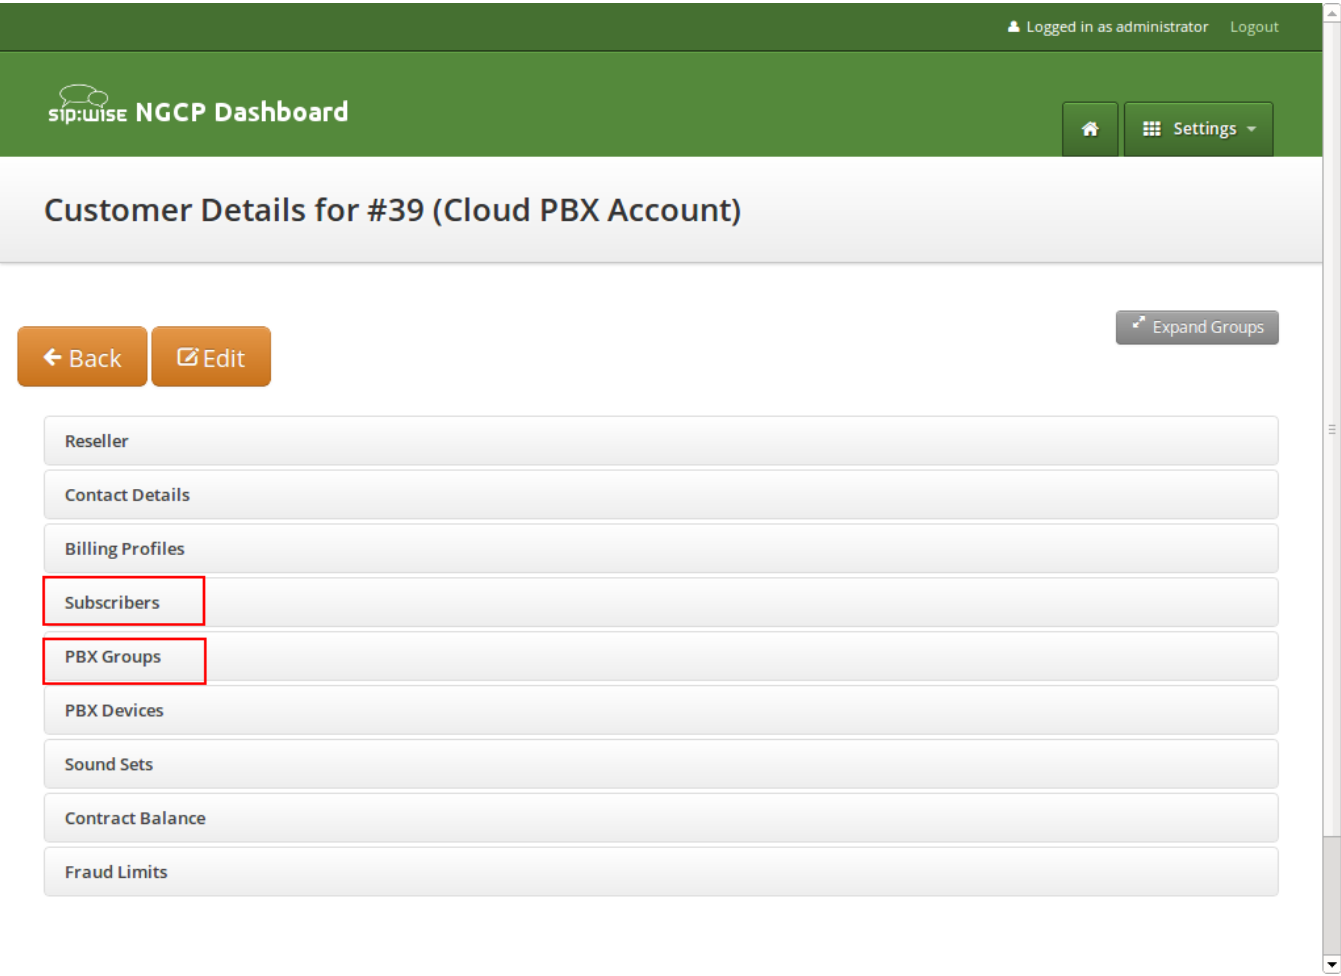 Logged in as administrator Logout
sip:wise NGCP Dashboard
Settings
Customer Details for #39 (Cloud PBX Account)
Expand Groups
Back Edit
Reseller
Contact Details
Billing Profiles
Subscribers
PBX Groups
PBX Devices
Sound Sets
Contract Balance
Fraud Limits